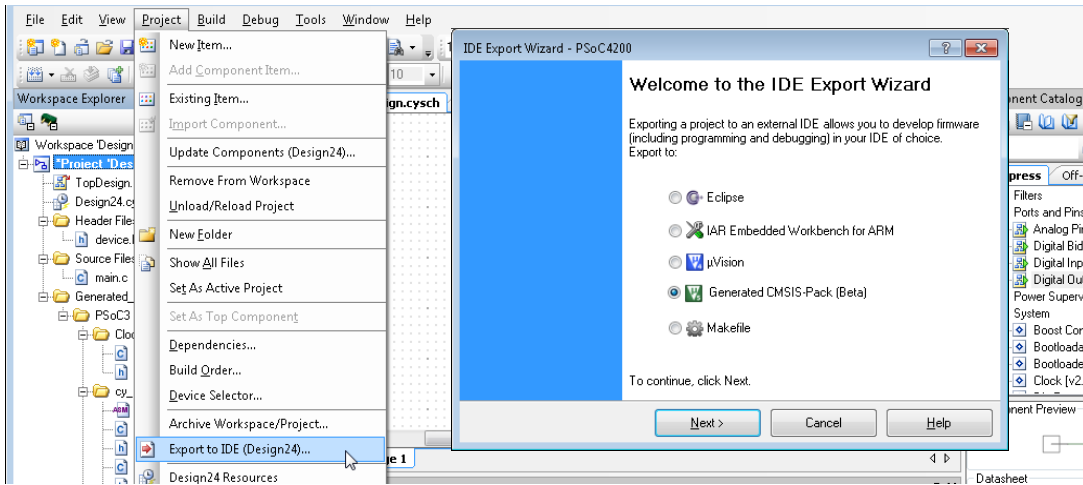 File Edit View Project Build Debug Tools Window Help
New Item...
Add Component Item...
Existing Item...
Import Component...
Update Components (Design24)...
Remove From Workspace
Unload/Reload Project
New Folder
Show All Files
Set As Active Project
Set As Top Component
Dependencies...
Build Order...
Device Selector...
Archive Workspace/Project...
Export to IDE (Design24)...
Design24 Resources
Workspace Explorer
Workspace 'Design
*Project 'Des
TopDesign.
Design24.cy
Header File
device.
Source Files
main.c
Generated_
PSoC3
Cloc
cy_
10
ign.cysch
ge 1
IDE Export Wizard - PSoC4200
Welcome to the IDE Export Wizard
Exporting a project to an external IDE allows you to develop firmware
(including programming and debugging) in your IDE of choice.
Export to:
Eclipse
IAR Embedded Workbench for ARM
µVision
Generated CMSIS-Pack (Beta)
Makefile
To continue, click Next.
Next > Cancel Help
nent Catalog
press Off-
Filters
Ports and Pins
Analog Pi
Digital Bid
Digital Inp
Digital Ou
Power Superv
System
Boost Con
Bootloada
Bootloade
Clock [v2.
nent Preview
Datasheet